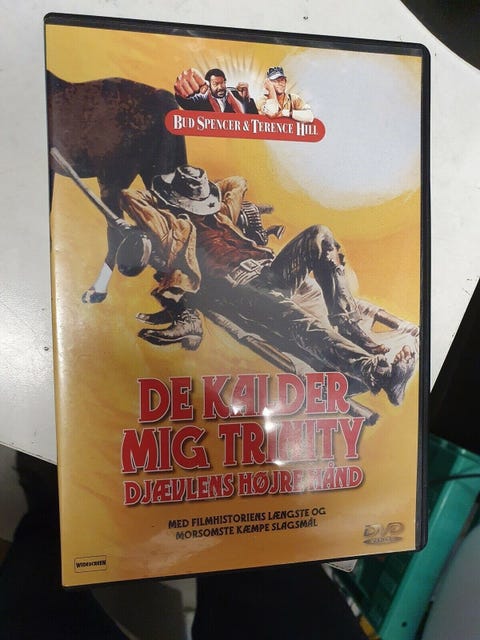 BUD SPENCER & TERENCE HILL
DE KALDER
MIG TRINITY
DJÆVLENS HØJRE HÅND
MED FILMHISTORIENS LÆNGSTE OG
MORSOMSTE KÆMPE SLAGSMÅL
DVD
VIDEO
WIDESCREEN